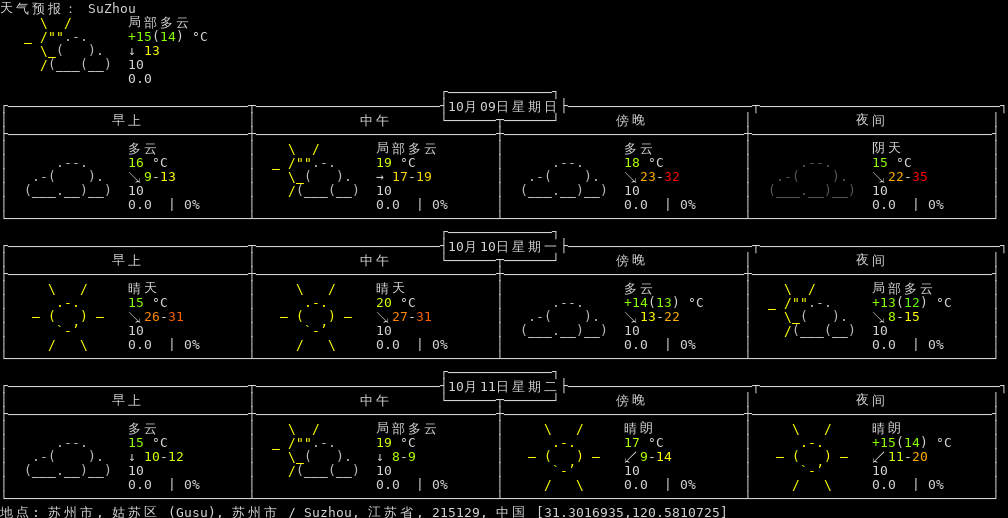 天气预报: SuZhou
局部多云
+15(14) °C
↓ 13
10
0.0
10月09日星期日
早上 中午 傍晚 夜间
多云 局部多云 多云 阴天
16 °C 19 °C 18 °C 15 °C
↘ 9-13 → 17-19 ↘ 23-32 ↘ 22-35
10 10 10 10
0.0 | 0% 0.0 | 0% 0.0 | 0% 0.0 | 0%
10月10日星期一
早上 中午 傍晚 夜间
晴天 晴天 多云 局部多云
15 °C 20 °C +14(13) °C +13(12) °C
↘ 26-31 ↘ 27-31 ↘ 13-22 ↘ 8-15
10 10 10 10
0.0 | 0% 0.0 | 0% 0.0 | 0% 0.0 | 0%
10月11日星期二
早上 中午 傍晚 夜间
多云 局部多云 晴朗 晴朗
15 °C 19 °C 17 °C +15(14) °C
↓ 10-12 ↓ 8-9 ↙ 9-14 ↙ 11-20
10 10 10 10
0.0 | 0% 0.0 | 0% 0.0 | 0% 0.0 | 0%
地点: 苏州市, 姑苏区 (Gusu), 苏州市 / Suzhou, 江苏省, 215129, 中国 [31.3016935,120.5810725]